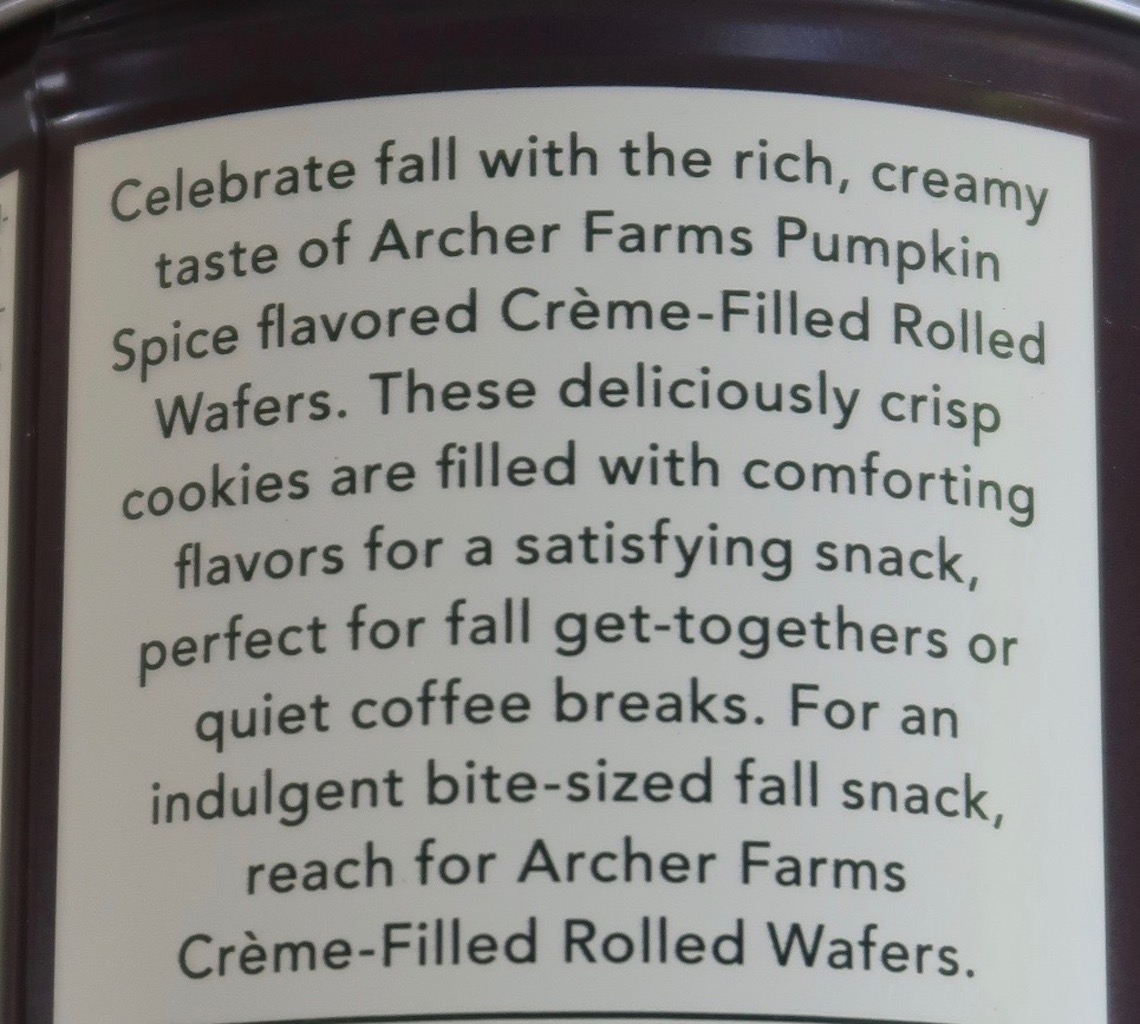 Celebrate fall with the rich, creamy
taste of Archer Farms Pumpkin
Spice flavored Crème-Filled Rolled
Wafers. These deliciously crisp
cookies are filled with comforting
flavors for a satisfying snack,
perfect for fall get-togethers or
quiet coffee breaks. For an
indulgent bite-sized fall snack,
reach for Archer Farms
Crème-Filled Rolled Wafers.